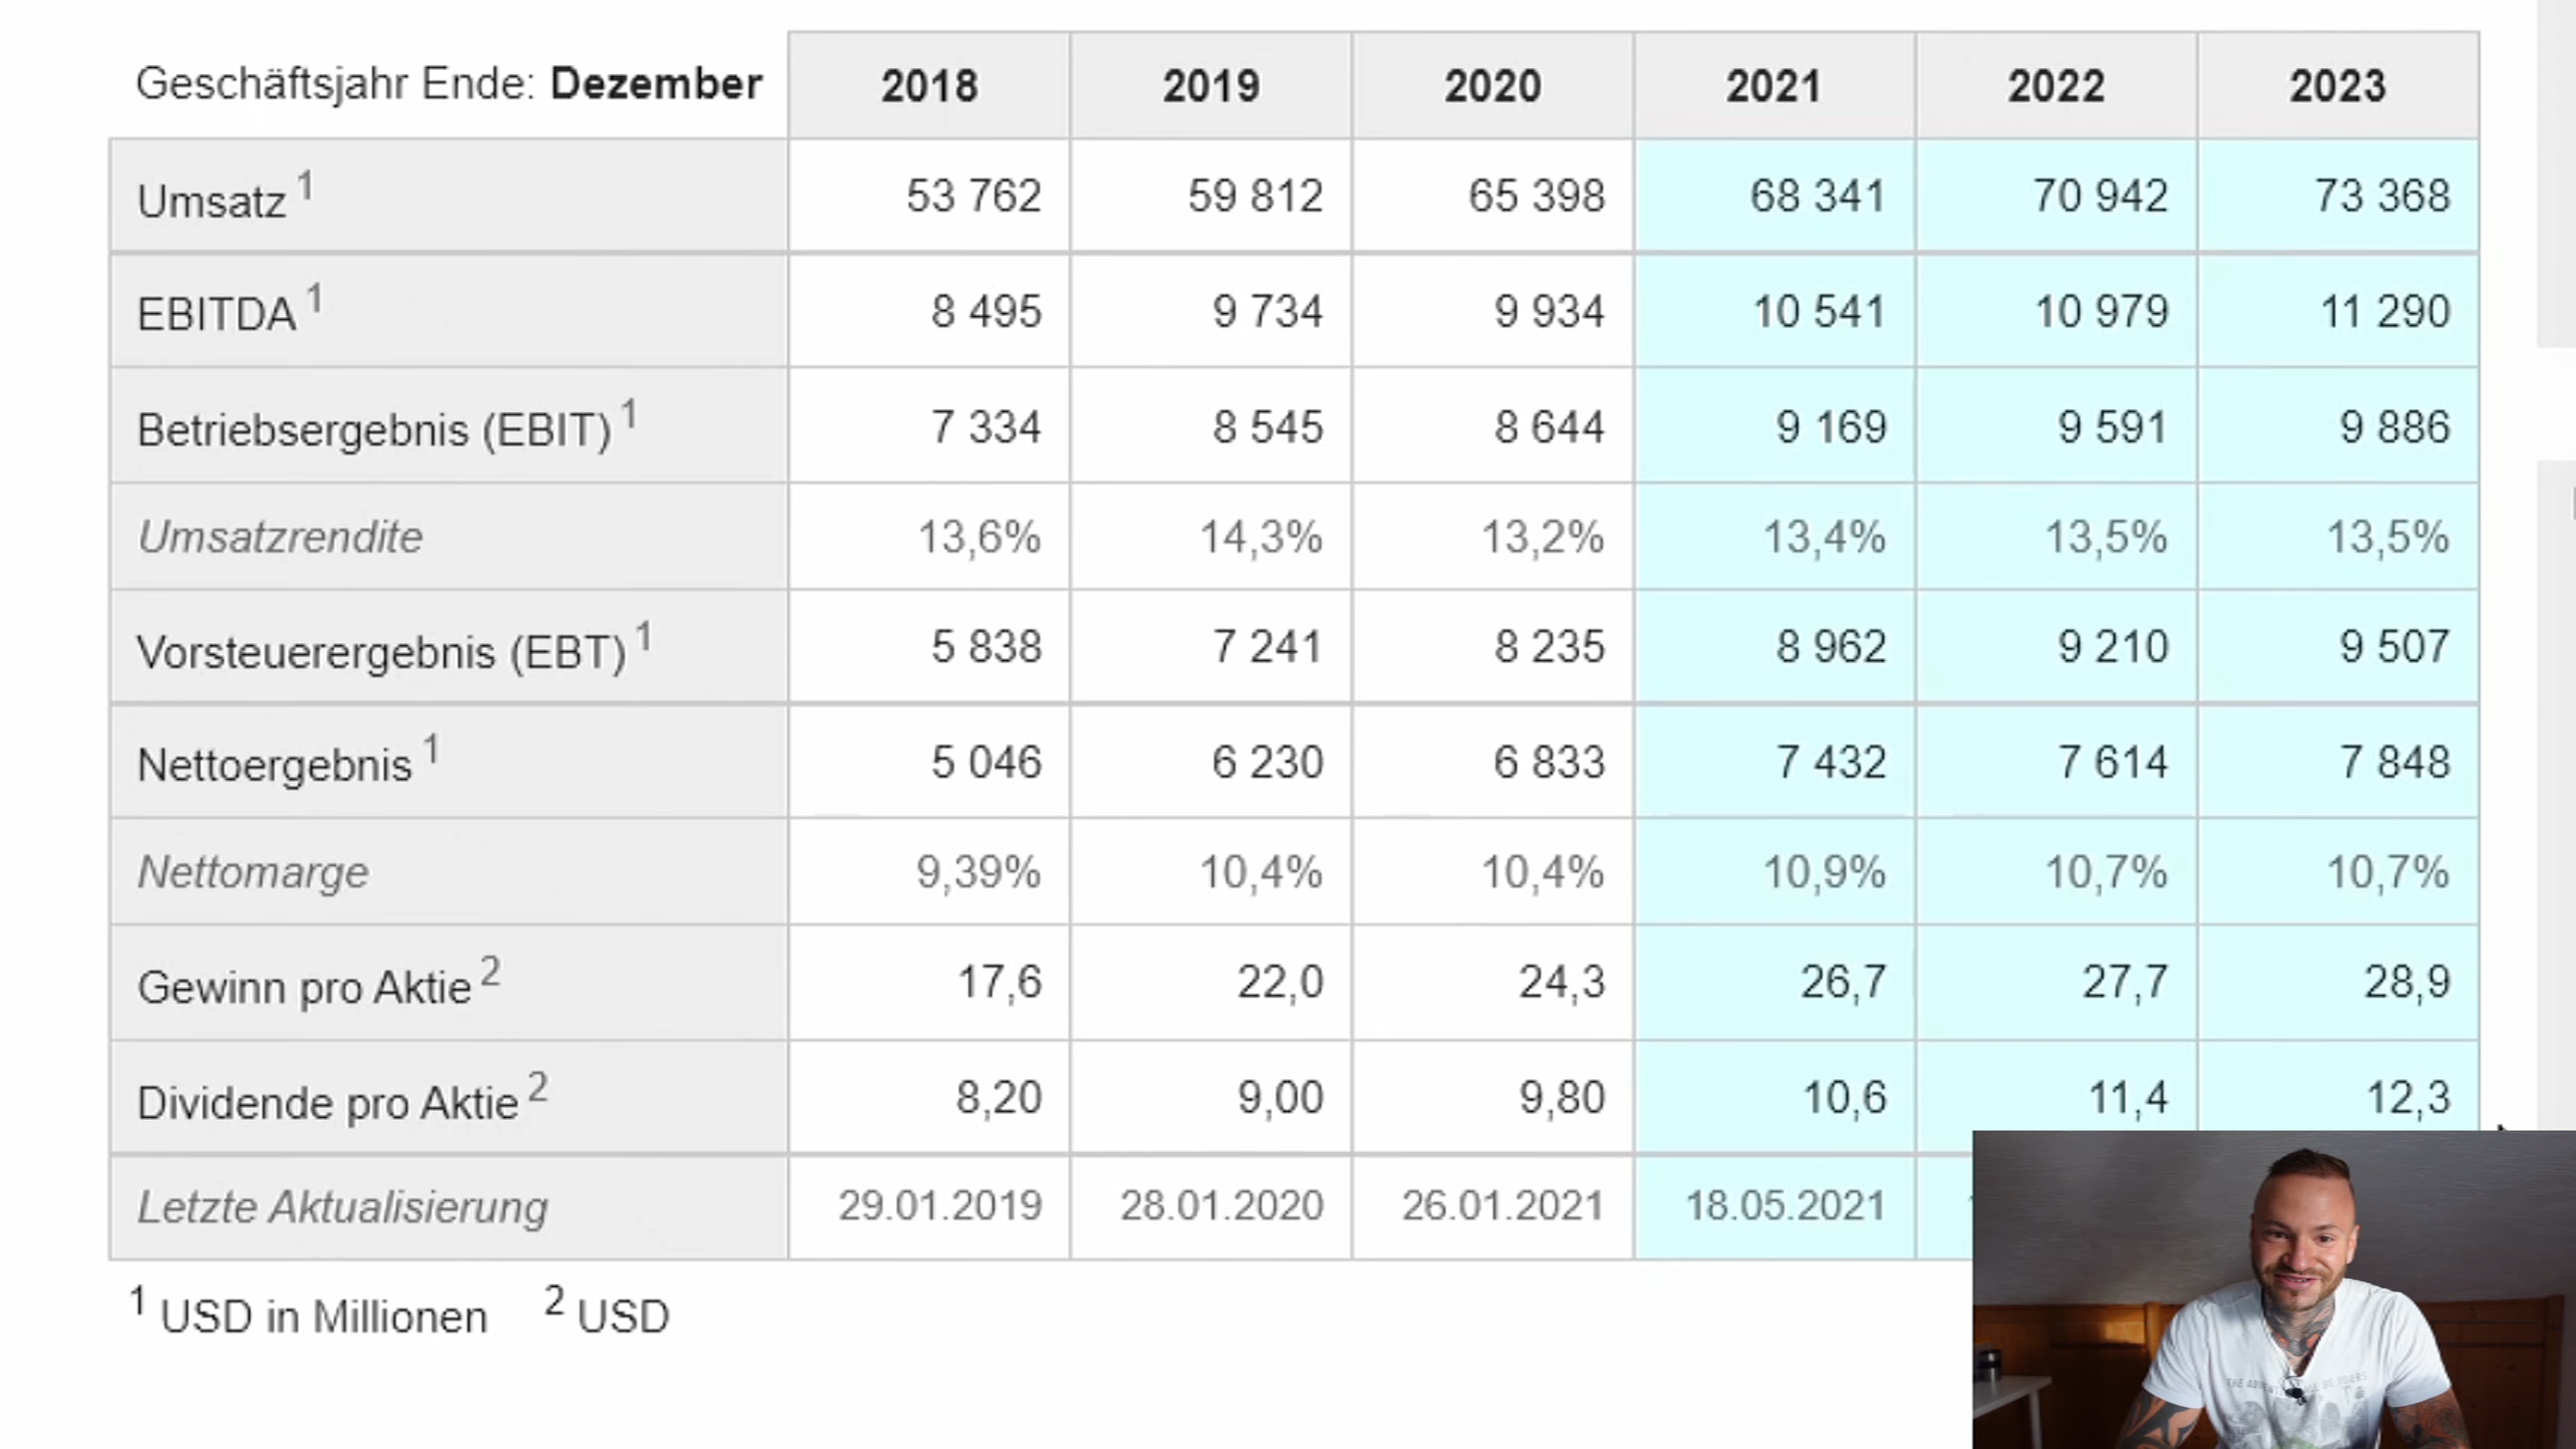 Geschäftsjahr Ende: Dezember 2018 2019 2020 2021 2022 2023
Umsatz 1 53 762 59 812 65 398 68 341 70 942 73 368
EBITDA 1 8 495 9 734 9 934 10 541 10 979 11 290
Betriebsergebnis (EBIT) 1 7 334 8 545 8 644 9 169 9 591 9 886
Umsatzrendite 13,6% 14,3% 13,2% 13,4% 13,5% 13,5%
Vorsteuerergebnis (EBT) 1 5 838 7 241 8 235 8 962 9 210 9 507
Nettoergebnis 1 5 046 6 230 6 833 7 432 7 614 7 848
Nettomarge 9,39% 10,4% 10,4% 10,9% 10,7% 10,7%
Gewinn pro Aktie 2 17,6 22,0 24,3 26,7 27,7 28,9
Dividende pro Aktie 2 8,20 9,00 9,80 10,6 11,4 12,3
Letzte Aktualisierung 29.01.2019 28.01.2020 26.01.2021 18.05.2021
1 USD in Millionen 2 USD